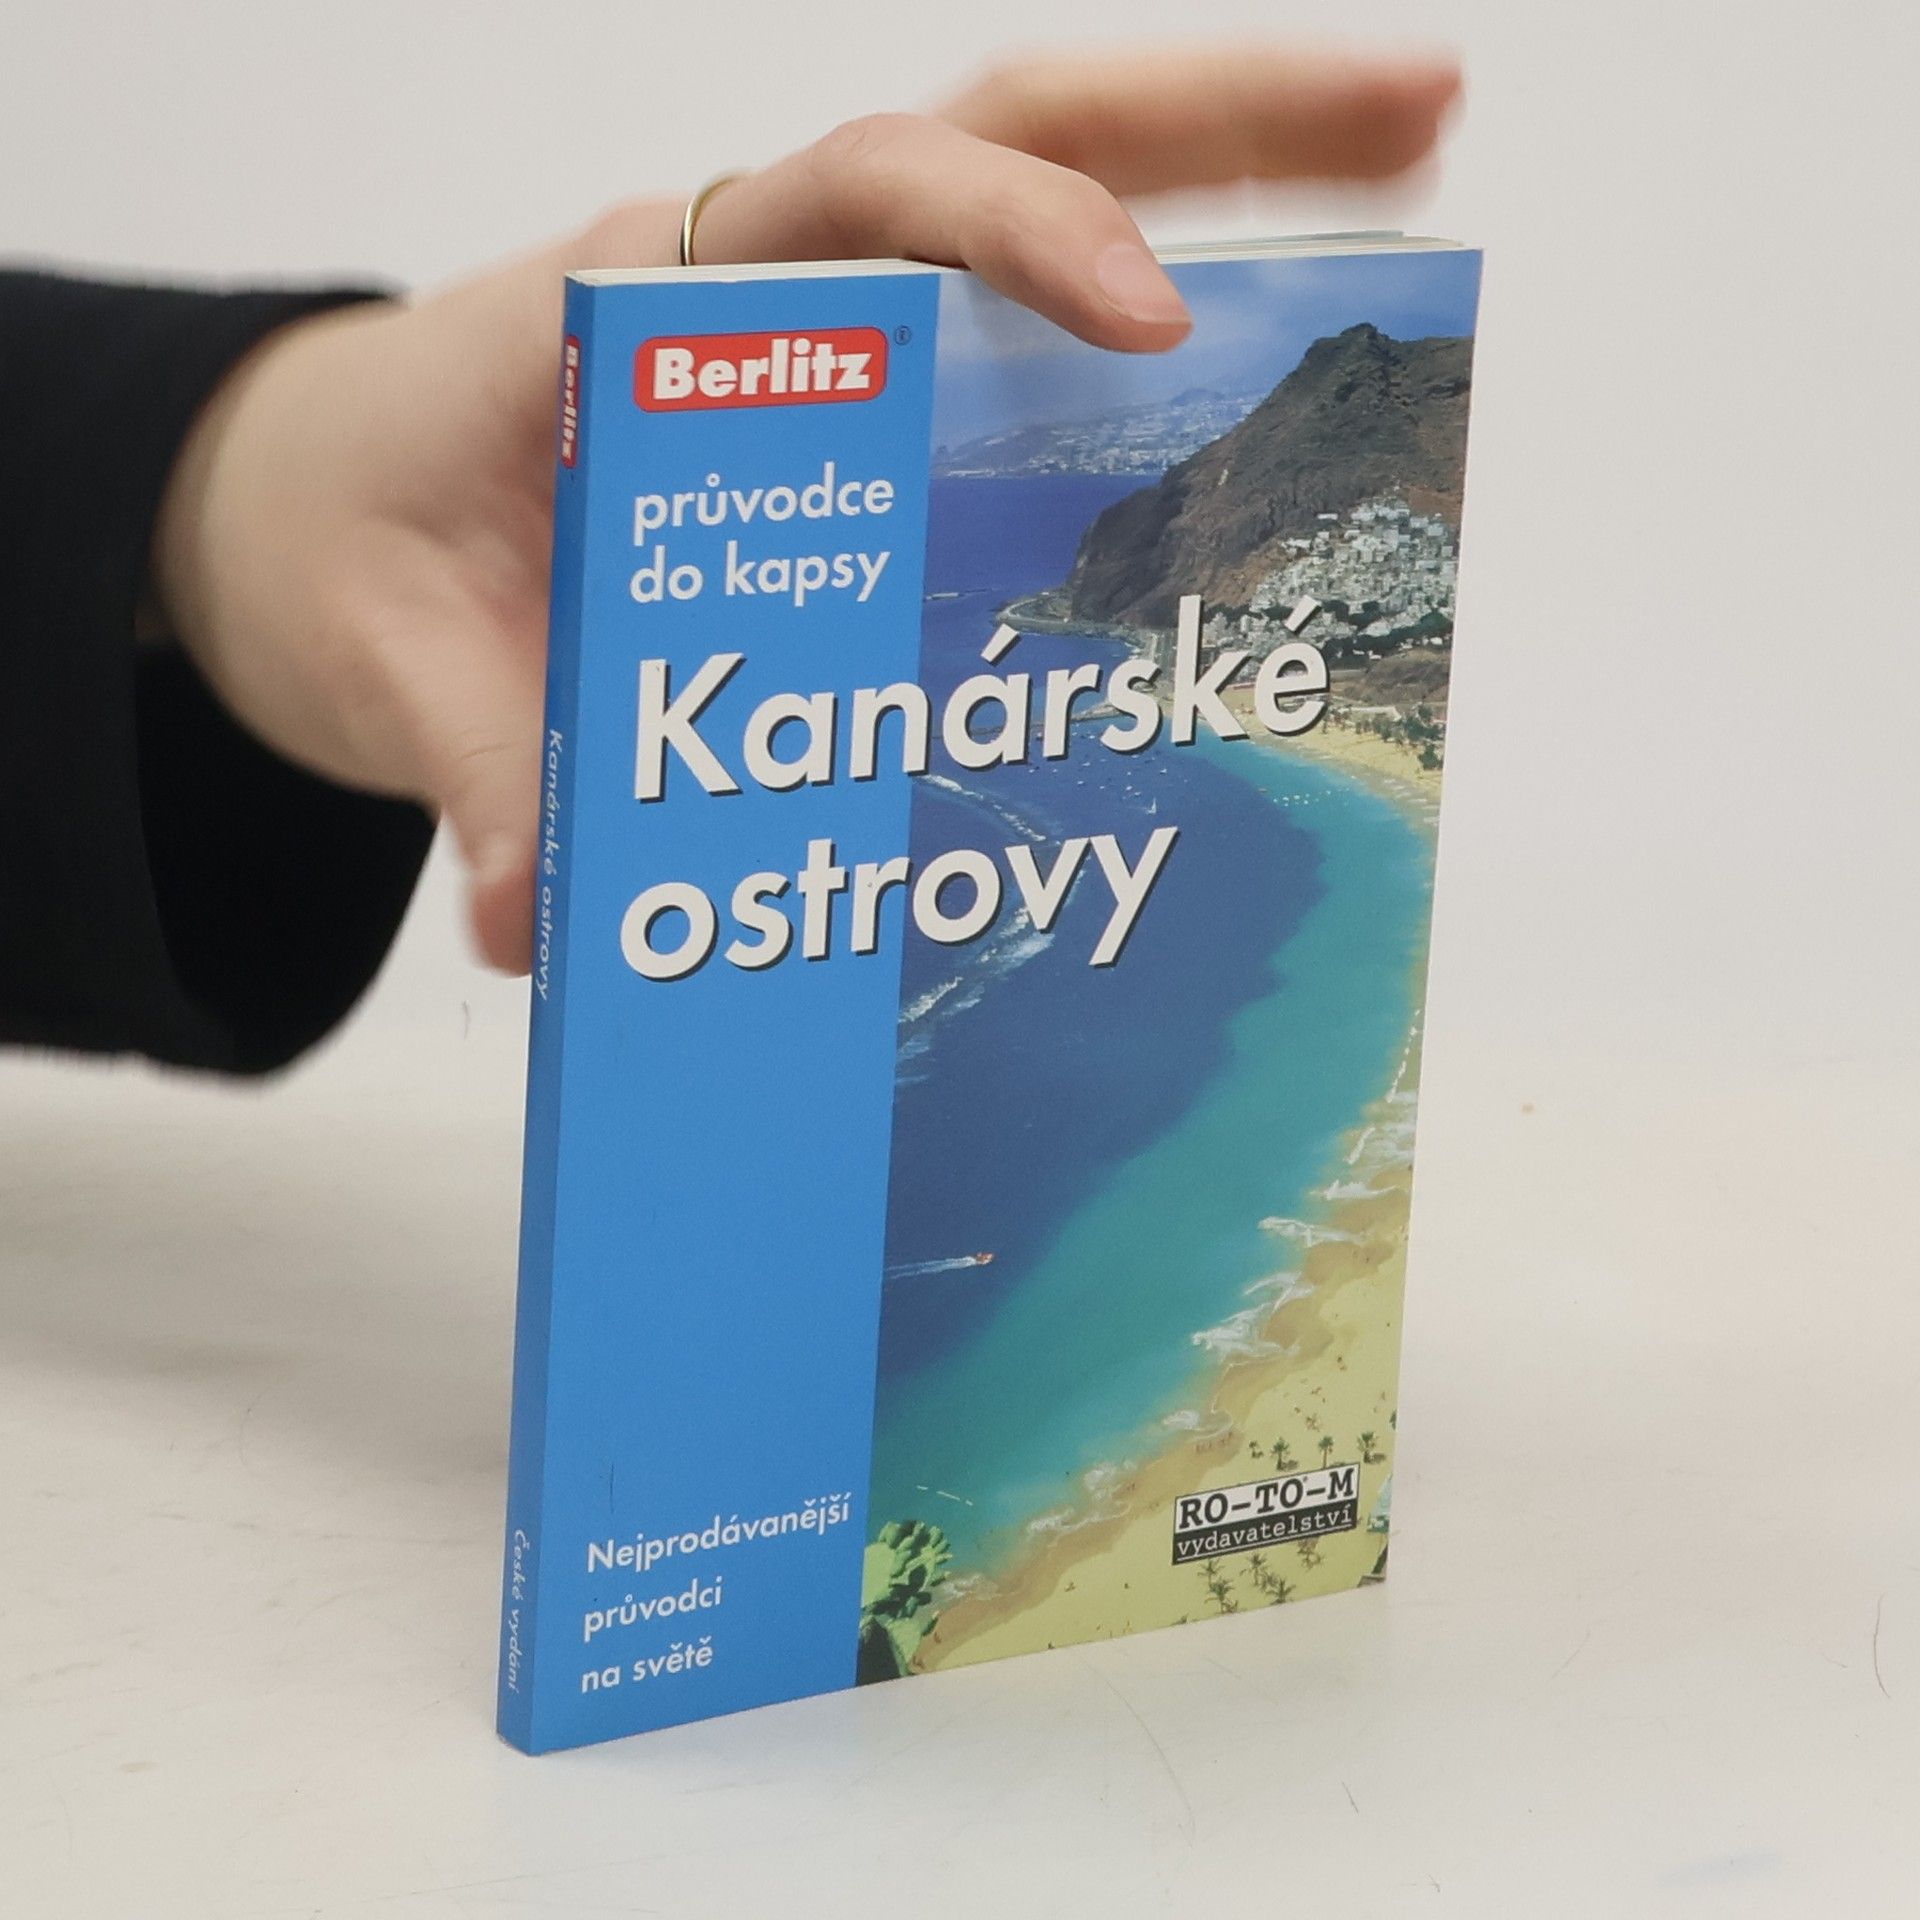 Berlitz®
průvodce
do kapsy
Kanárské
ostrovy
Nejprodávanější
průvodci
na světě
RO-TO-M
vydavatelství
Berlitz
Kanárské ostrovy
České vydání